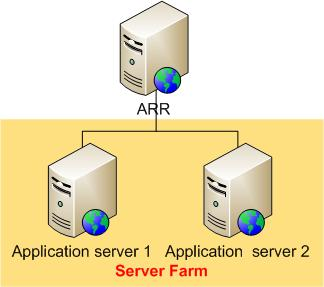 ARR
Application server 1 Application server 2
Server Farm